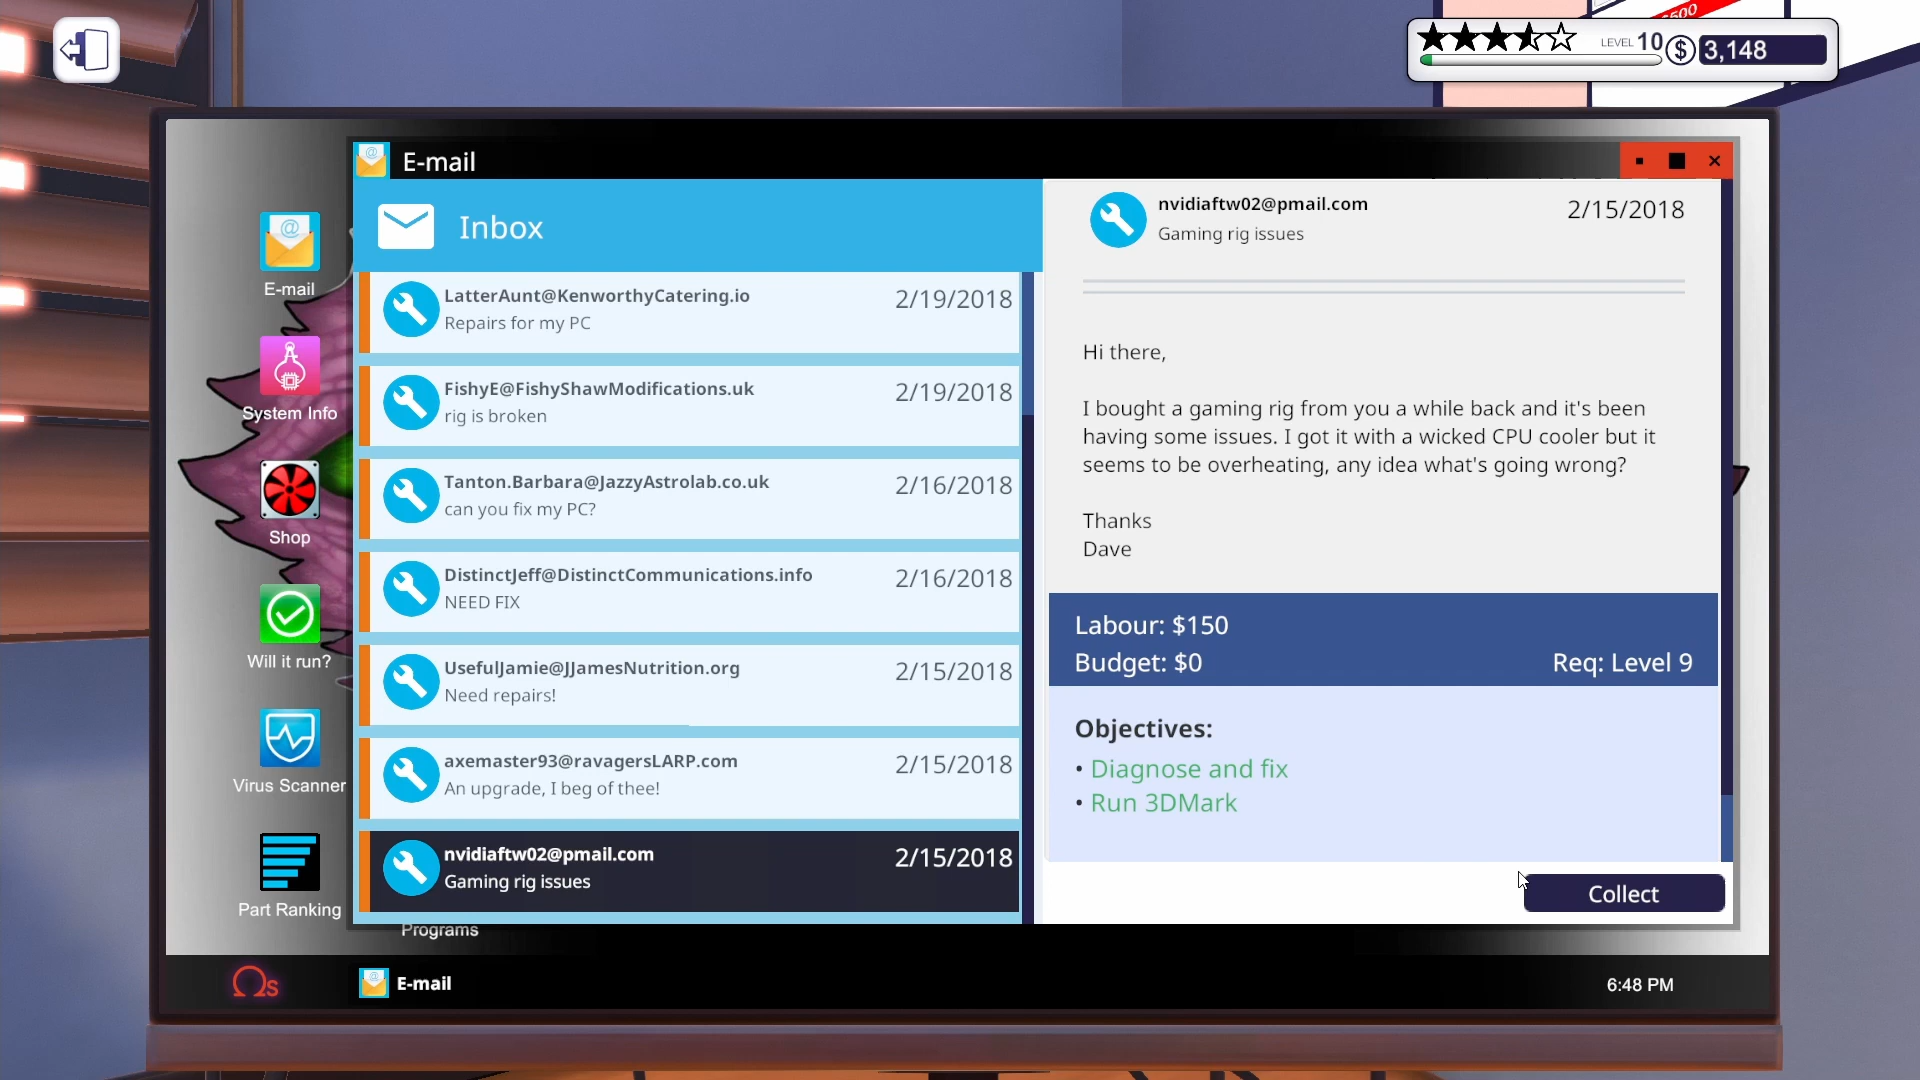 $500
LEVEL 10
$ 3,148
E-mail
E-mail
System Info
Shop
Will it run?
Virus Scanner
Part Ranking
Programs
Inbox
LatterAunt@KenworthyCatering.io 2/19/2018
Repairs for my PC
FishyE@FishyShawModifications.uk 2/19/2018
rig is broken
Tanton.Barbara@JazzyAstrolab.co.uk 2/16/2018
can you fix my PC?
DistinctJeff@DistinctCommunications.info 2/16/2018
NEED FIX
UsefulJamie@JJamesNutrition.org 2/15/2018
Need repairs!
axemaster93@ravagersLARP.com 2/15/2018
An upgrade, I beg of thee!
nvidiaftw02@pmail.com 2/15/2018
Gaming rig issues
nvidiaftw02@pmail.com 2/15/2018
Gaming rig issues
Hi there,
I bought a gaming rig from you a while back and it's been
having some issues. I got it with a wicked CPU cooler but it
seems to be overheating, any idea what's going wrong?
Thanks
Dave
Labour: $150
Budget: $0 Req: Level 9
Objectives:
• Diagnose and fix
• Run 3DMark
Collect
Ωs
E-mail
6:48 PM